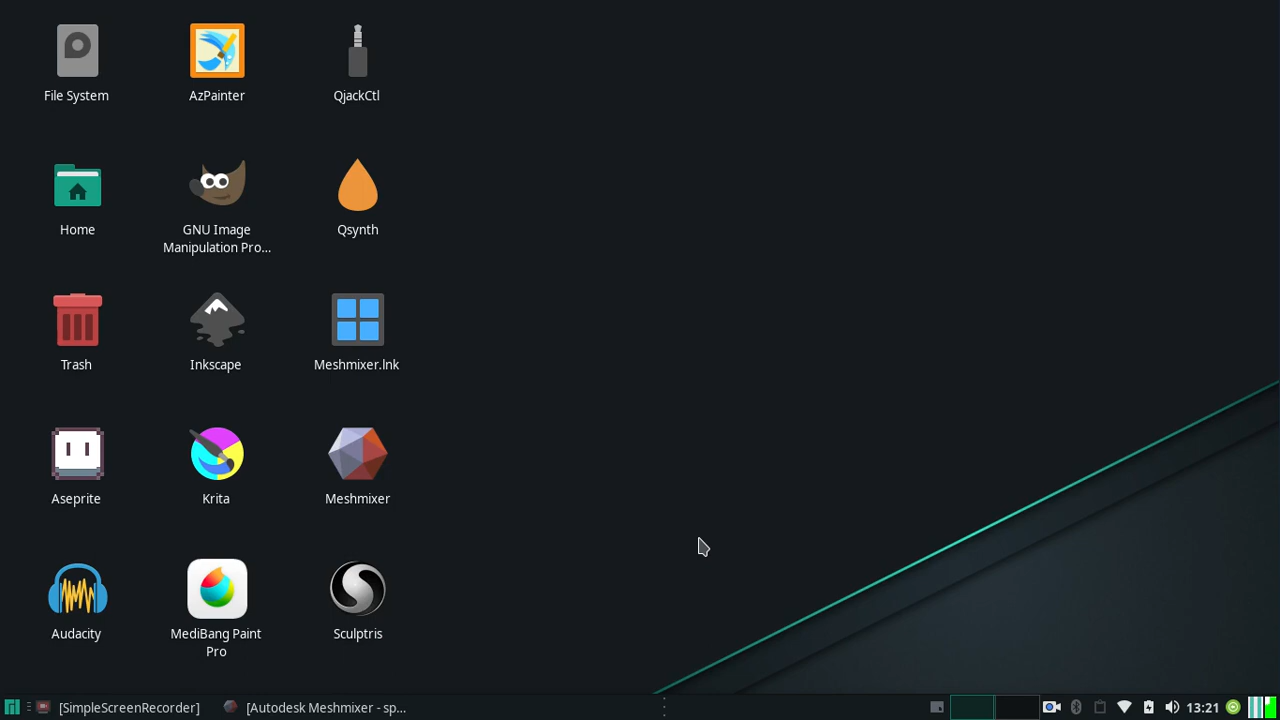 File System
AzPainter
QjackCtl
Home
GNU Image
Manipulation Pro...
Qsynth
Trash
Inkscape
Meshmixer.lnk
Aseprite
Krita
Meshmixer
Audacity
MediBang Paint
Pro
Sculptris
[SimpleScreenRecorder]
[Autodesk Meshmixer - sp...
13:21